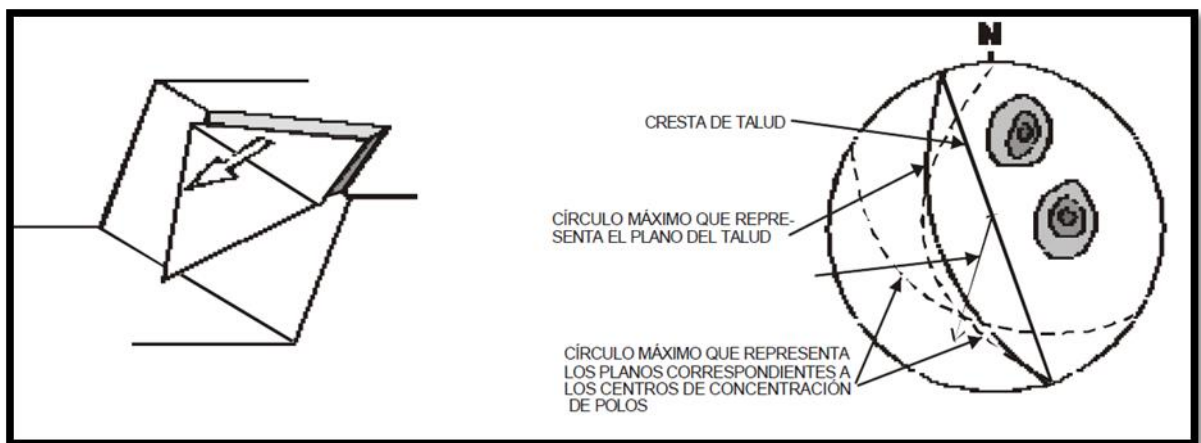 N
CRESTA DE TALUD
CÍRCULO MÁXIMO QUE REPRE-
SENTA EL PLANO DEL TALUD
CÍRCULO MÁXIMO QUE REPRESENTA
LOS PLANOS CORRESPONDIENTES A
LOS CENTROS DE CONCENTRACIÓN
DE POLOS